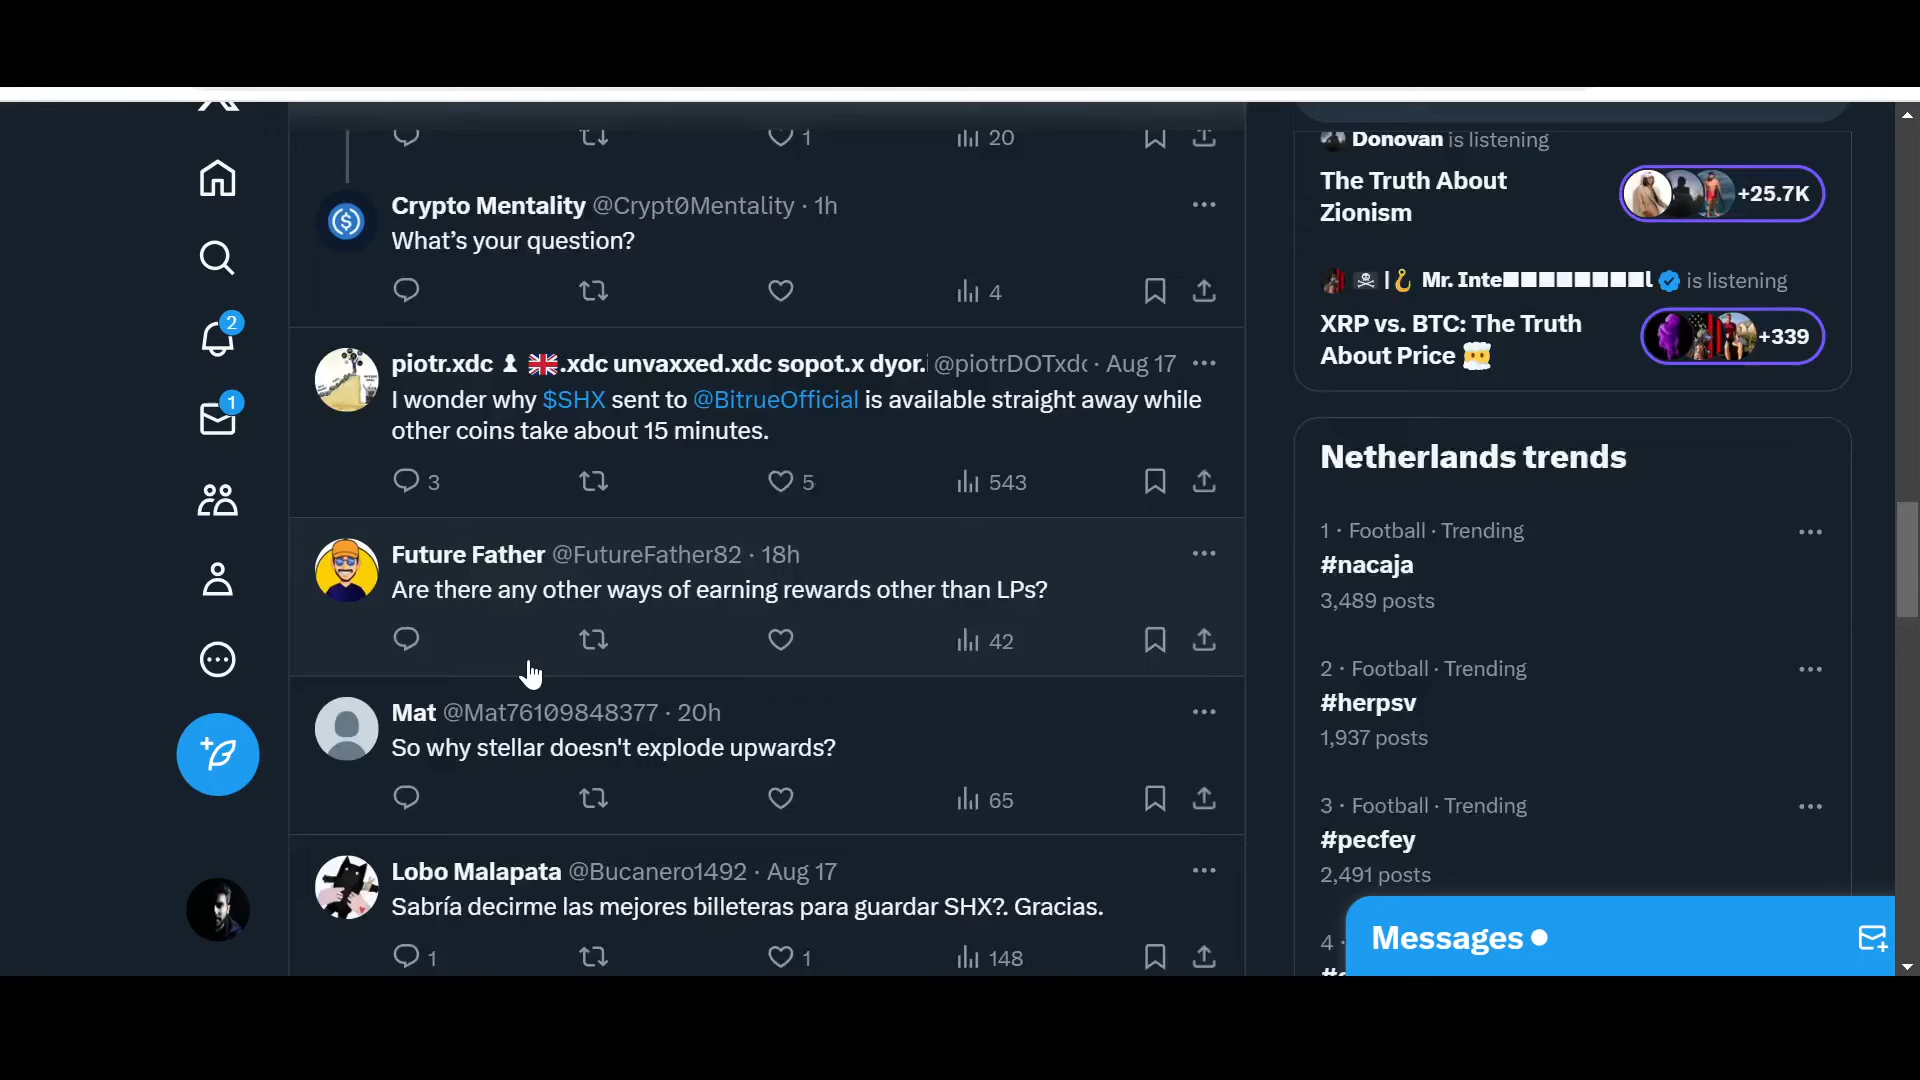 1
20
Crypto Mentality @Crypt0Mentality · 1h
What’s your question?
4
piotr.xdc .xdc unvaxxed.xdc sopot.x dyor. @piotrDOTxdc · Aug 17
I wonder why $SHX sent to @BitrueOfficial is available straight away while
other coins take about 15 minutes.
3
5
543
Future Father @FutureFather82 · 18h
Are there any other ways of earning rewards other than LPs?
42
Mat @Mat76109848377 · 20h
So why stellar doesn't explode upwards?
65
Lobo Malapata @Bucanero1492 · Aug 17
Sabría decirme las mejores billeteras para guardar SHX?. Gracias.
1
1
148
2
1
Donovan is listening
The Truth About
Zionism
+25.7K
Mr. Inte is listening
XRP vs. BTC: The Truth
About Price
+339
Netherlands trends
1 · Football · Trending
#nacaja
3,489 posts
2 · Football · Trending
#herpsv
1,937 posts
3 · Football · Trending
#pecfey
2,491 posts
4 ·
Messages